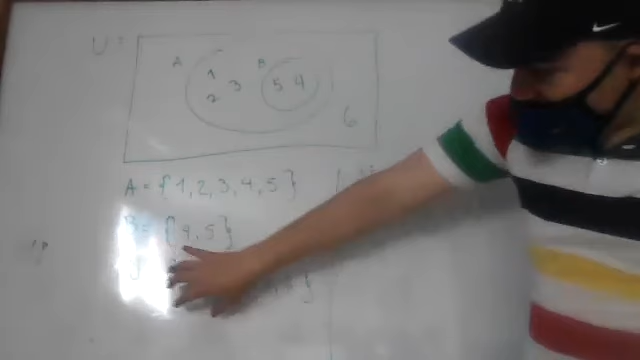 U =
A
B
1
3
5 4
2
6
A = { 1, 2, 3, 4, 5 }
B = { 4, 5 }